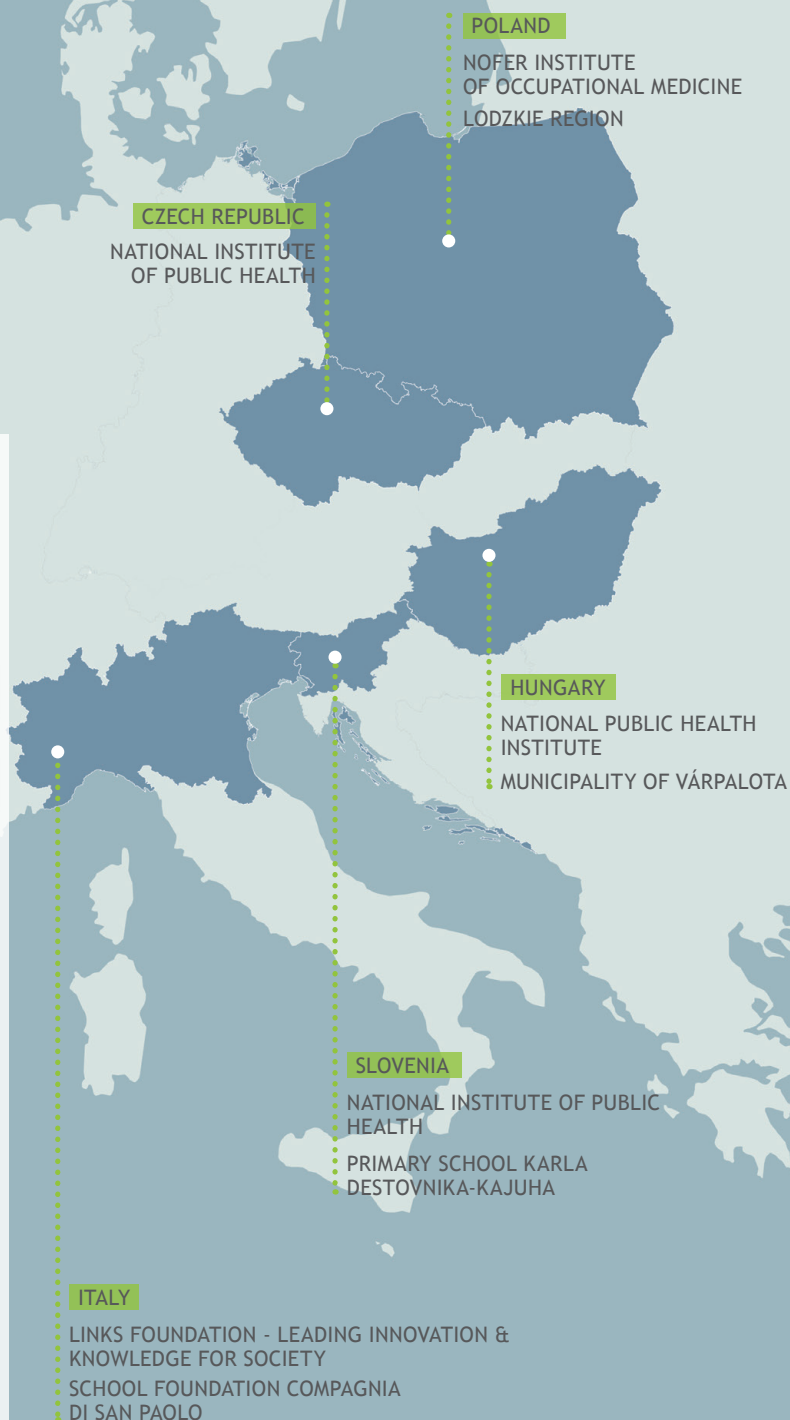 POLAND
NOFER INSTITUTE
OF OCCUPATIONAL MEDICINE
LODZKIE REGION
CZECH REPUBLIC
NATIONAL INSTITUTE
OF PUBLIC HEALTH
HUNGARY
NATIONAL PUBLIC HEALTH
INSTITUTE
MUNICIPALITY OF VÁRPALOTA
SLOVENIA
NATIONAL INSTITUTE OF PUBLIC
HEALTH
PRIMARY SCHOOL KARLA
DESTOVNIKA-KAJUHA
ITALY
LINKS FOUNDATION - LEADING INNOVATION &
KNOWLEDGE FOR SOCIETY
SCHOOL FOUNDATION COMPAGNIA
DI SAN PAOLO